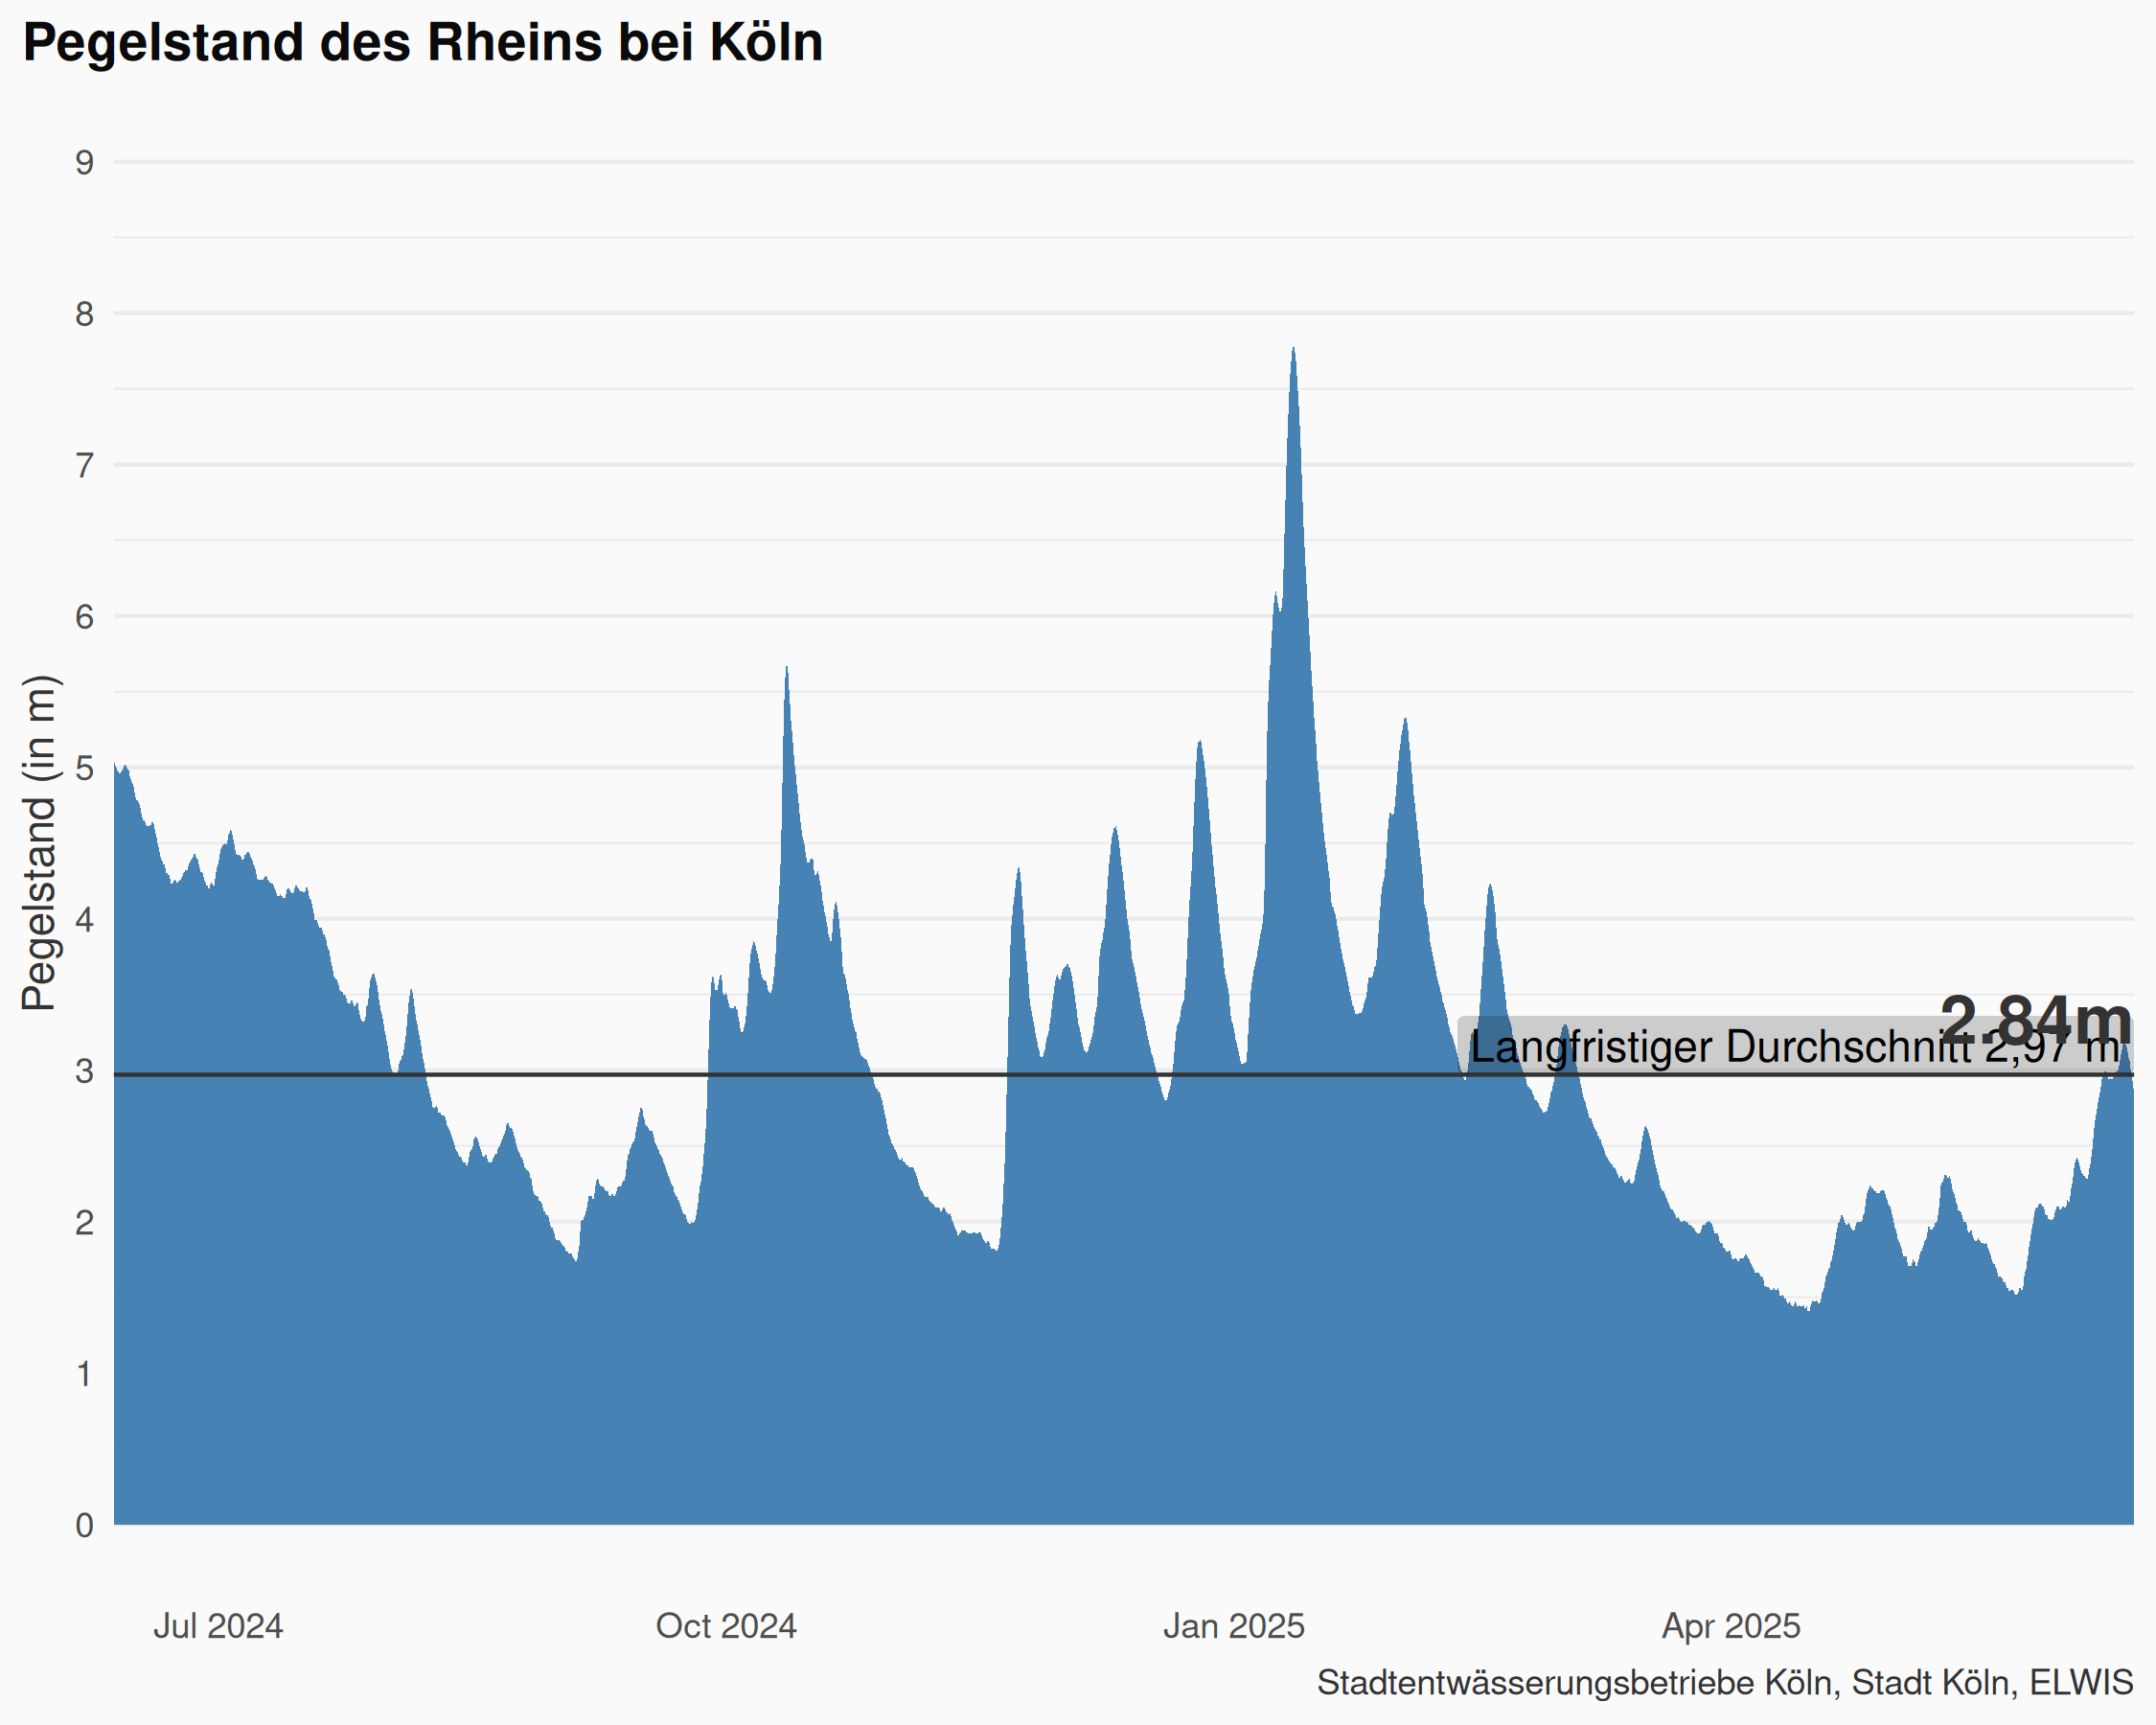 Pegelstand des Rheins bei Köln
Pegelstand (in m)
9
8
7
6
5
4
3
2
1
0
2.84m
Langfristiger Durchschnitt 2,97 m
Jul 2024
Oct 2024
Jan 2025
Apr 2025
Stadtentwässerungsbetriebe Köln, Stadt Köln, ELWIS